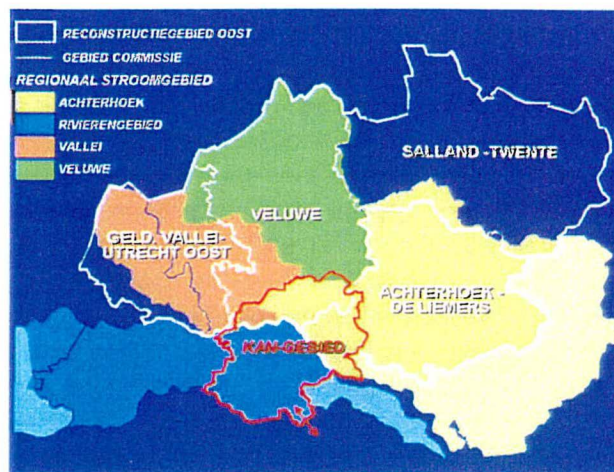 RECONSTRUCTIEGEBIED OOST
GEBIED COMMISSIE
REGIONAAL STROOMGEBIED
ACHTERHOEK
RIVIERENGEBIED
VALLEI
VELUWE
SALLAND -TWENTE
VELUWE
GELD. VALLEI-
UTRECHT OOST
ACHTERHOEK -
DE LIEMERS
KAN-GEBIED